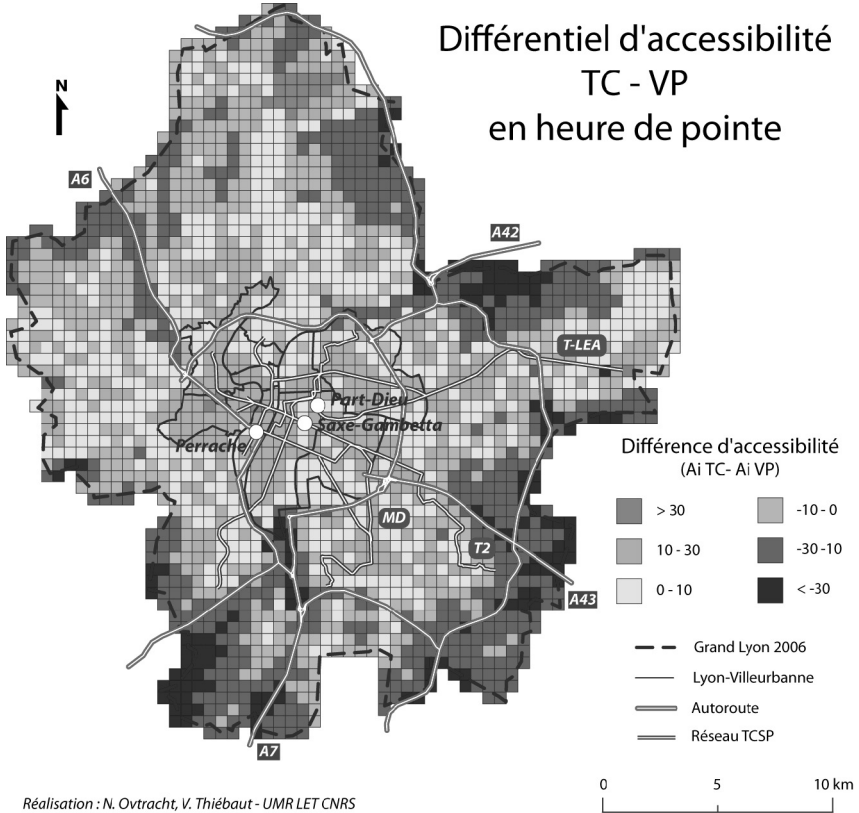 Différentiel d'accessibilité
TC - VP
en heure de pointe
N
A6
A42
T-LEA
Part-Dieu
Saxe-Gambetta
Perrache
MD
T2
A43
A7
Différence d'accessibilité
(Ai TC- Ai VP)
> 30
-10 - 0
10 - 30
-30 -10
0 - 10
< -30
Grand Lyon 2006
Lyon-Villeurbanne
Autoroute
Réseau TCSP
0 5 10 km
Réalisation : N. Ovtracht, V. Thiébaut - UMR LET CNRS